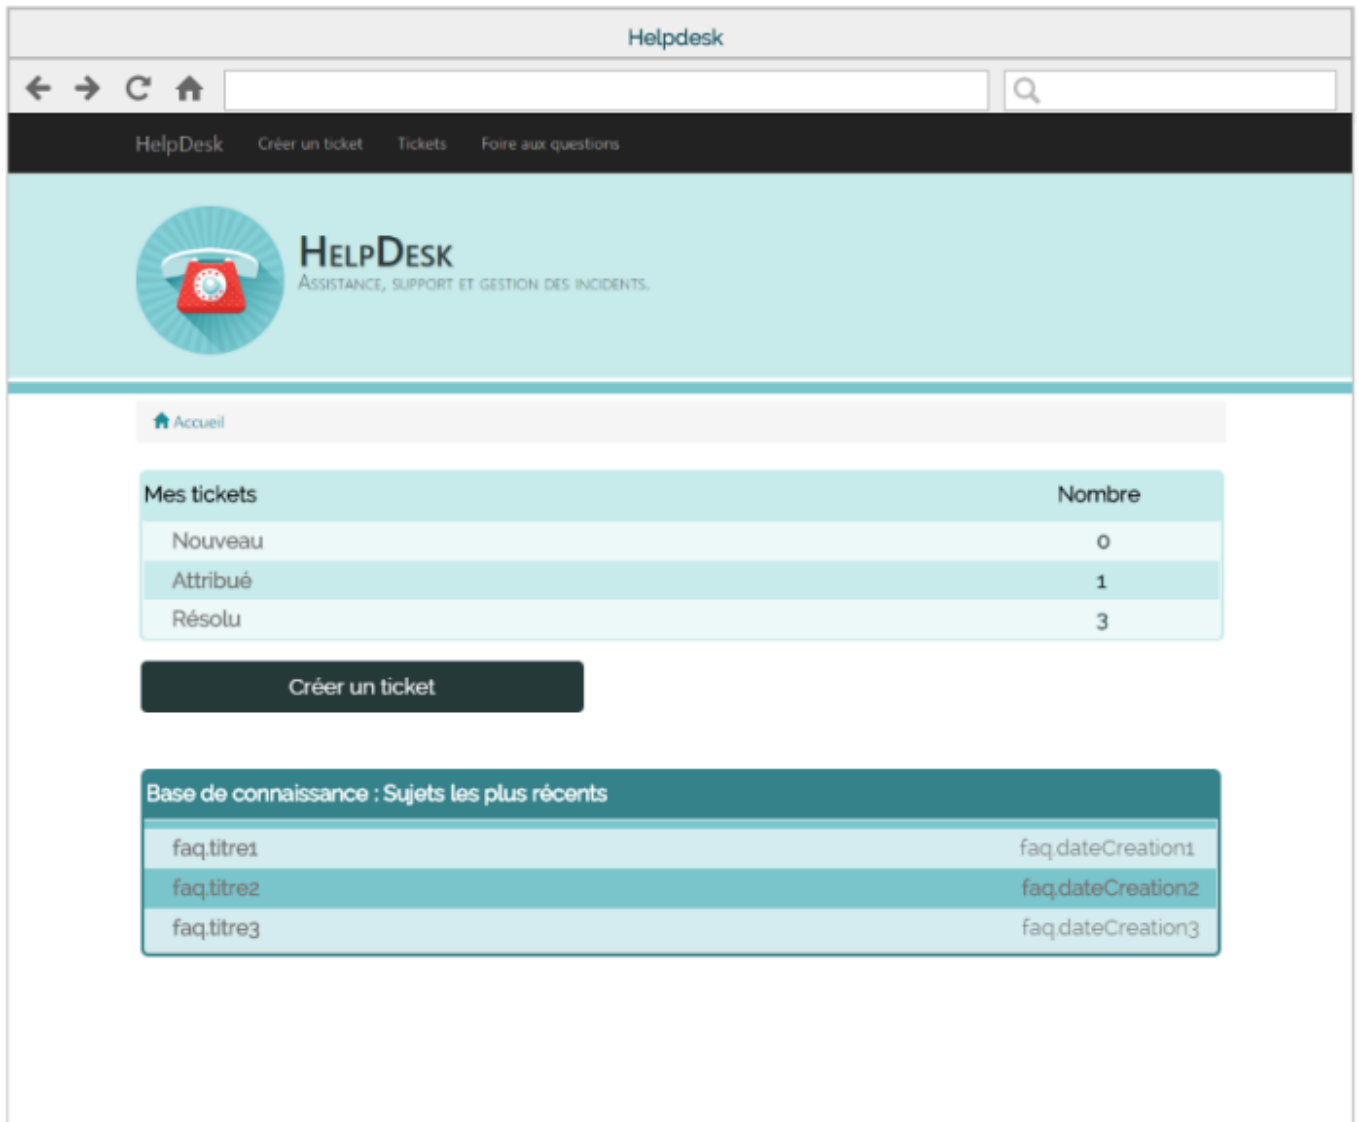 Helpdesk
HelpDesk Créer un ticket Tickets Foire aux questions
HelpDesk
Assistance, support et gestion des incidents.
Accueil
Mes tickets Nombre
Nouveau 0
Attribué 1
Résolu 3
Créer un ticket
Base de connaissance : Sujets les plus récents
faq.titre1 faq.dateCreation1
faq.titre2 faq.dateCreation2
faq.titre3 faq.dateCreation3